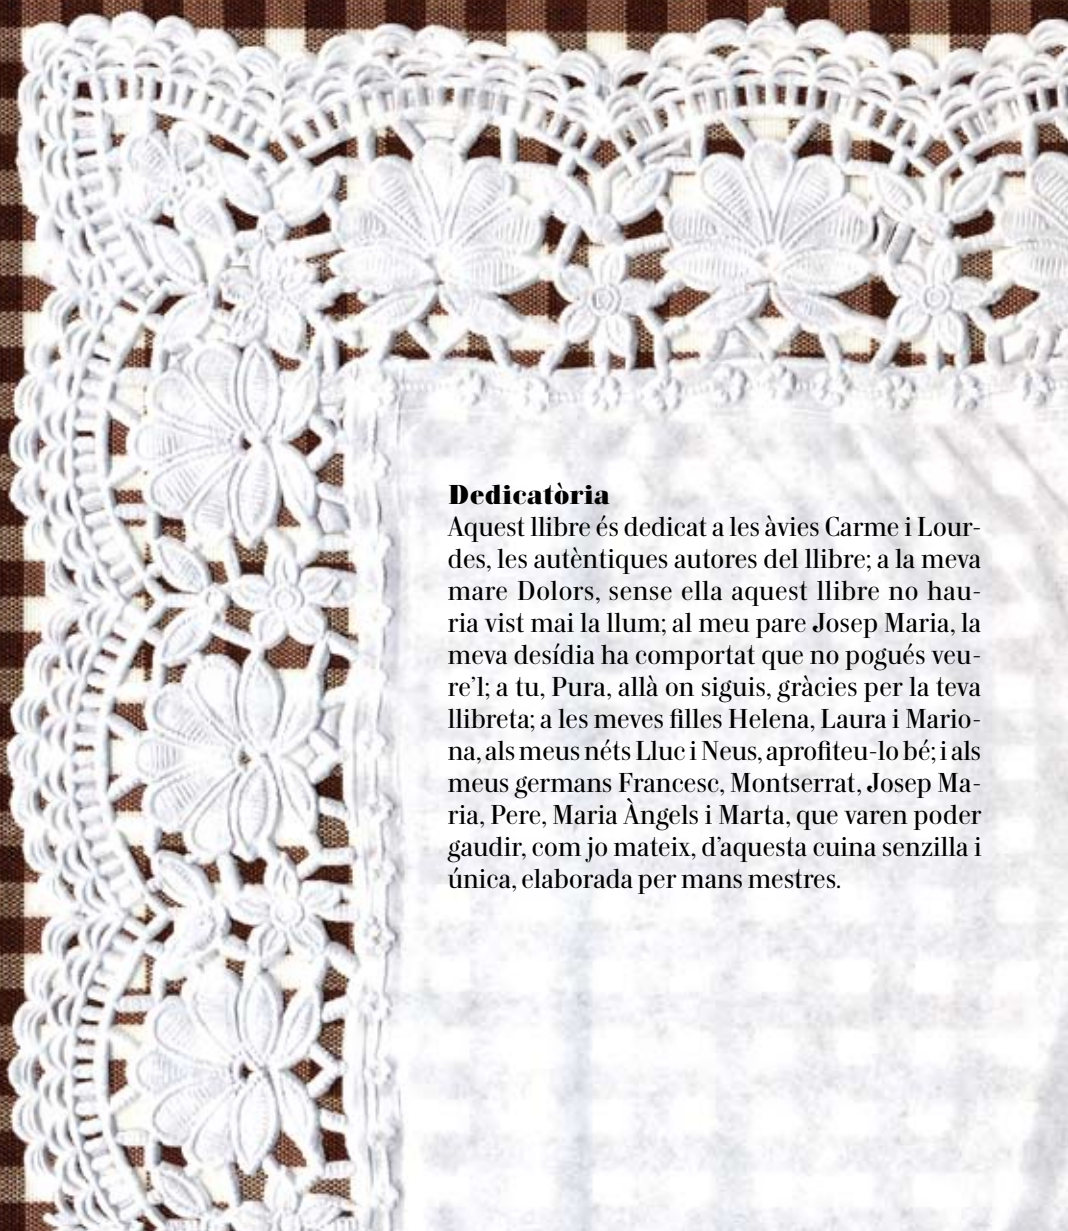 Dedicatòria
Aquest llibre és dedicat a les àvies Carme i Lour-
des, les autèntiques autores del llibre; a la meva
mare Dolors, sense ella aquest llibre no hau-
ria vist mai la llum; al meu pare Josep Maria, la
meva desídia ha comportat que no pogués veu-
re’l; a tu, Pura, allà on siguis, gràcies per la teva
llibreta; a les meves filles Helena, Laura i Mario-
na, als meus néts Lluc i Neus, aprofiteu-lo bé; i als
meus germans Francesc, Montserrat, Josep Ma-
ria, Pere, Maria Àngels i Marta, que varen poder
gaudir, com jo mateix, d’aquesta cuina senzilla i
única, elaborada per mans mestres.